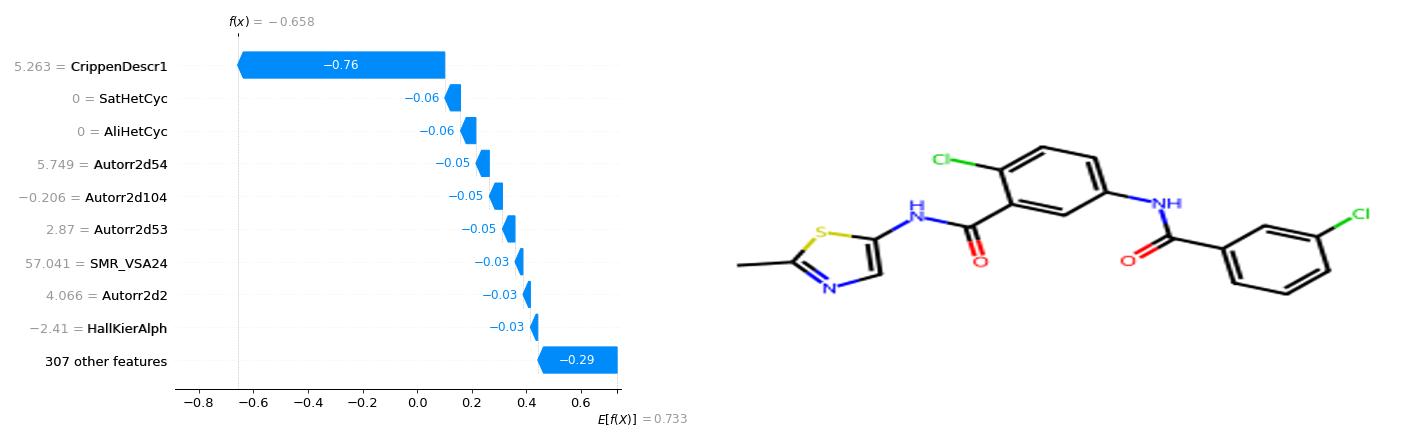 f(x) = −0.658
5.263 = CrippenDescr1
−0.76
0 = SatHetCyc
−0.06
0 = AliHetCyc
−0.06
5.749 = Autorr2d54
−0.05
−0.206 = Autorr2d104
−0.05
2.87 = Autorr2d53
−0.05
57.041 = SMR_VSA24
−0.03
4.066 = Autorr2d2
−0.03
−2.41 = HallKierAlph
−0.03
307 other features
−0.29
−0.8 −0.6 −0.4 −0.2 0.0 0.2 0.4 0.6
E[f(X)] = 0.733
Cl
H
N
S
N
O
NH
O
Cl